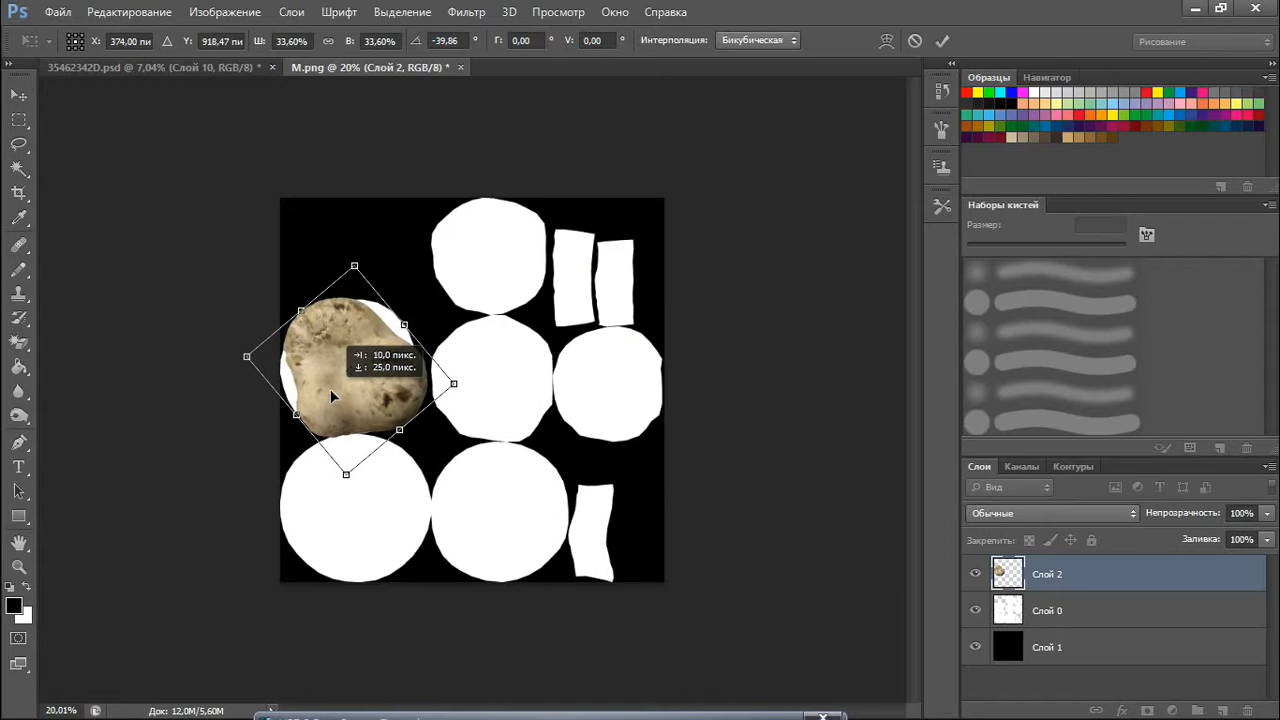 Ps Файл Изображение Слои Шрифт Выделение Фильтр 3D Просмотр Окно Справка
X: 374,00 пи Y: 918,47 пи Ш: 33,60% В: 33,60% -39,86 ° Г: 0,00 ° V: 0,00 ° Интерполяция: Бикубическая Рисование
35462342D.psd @ 7,04% (Слой 10, RGB/8) * × M.png @ 20% (Слой 2, RGB/8) * ×
Образцы Навигатор
Наборы кистей
Размер:
10,0 пикс.
25,0 пикс.
Слои Каналы Контуры
Вид
Обычные Непрозрачность: 100%
Закрепить: Заливка: 100%
Слой 2
Слой 0
Слой 1
20,01% Док: 12,0M/5,60M